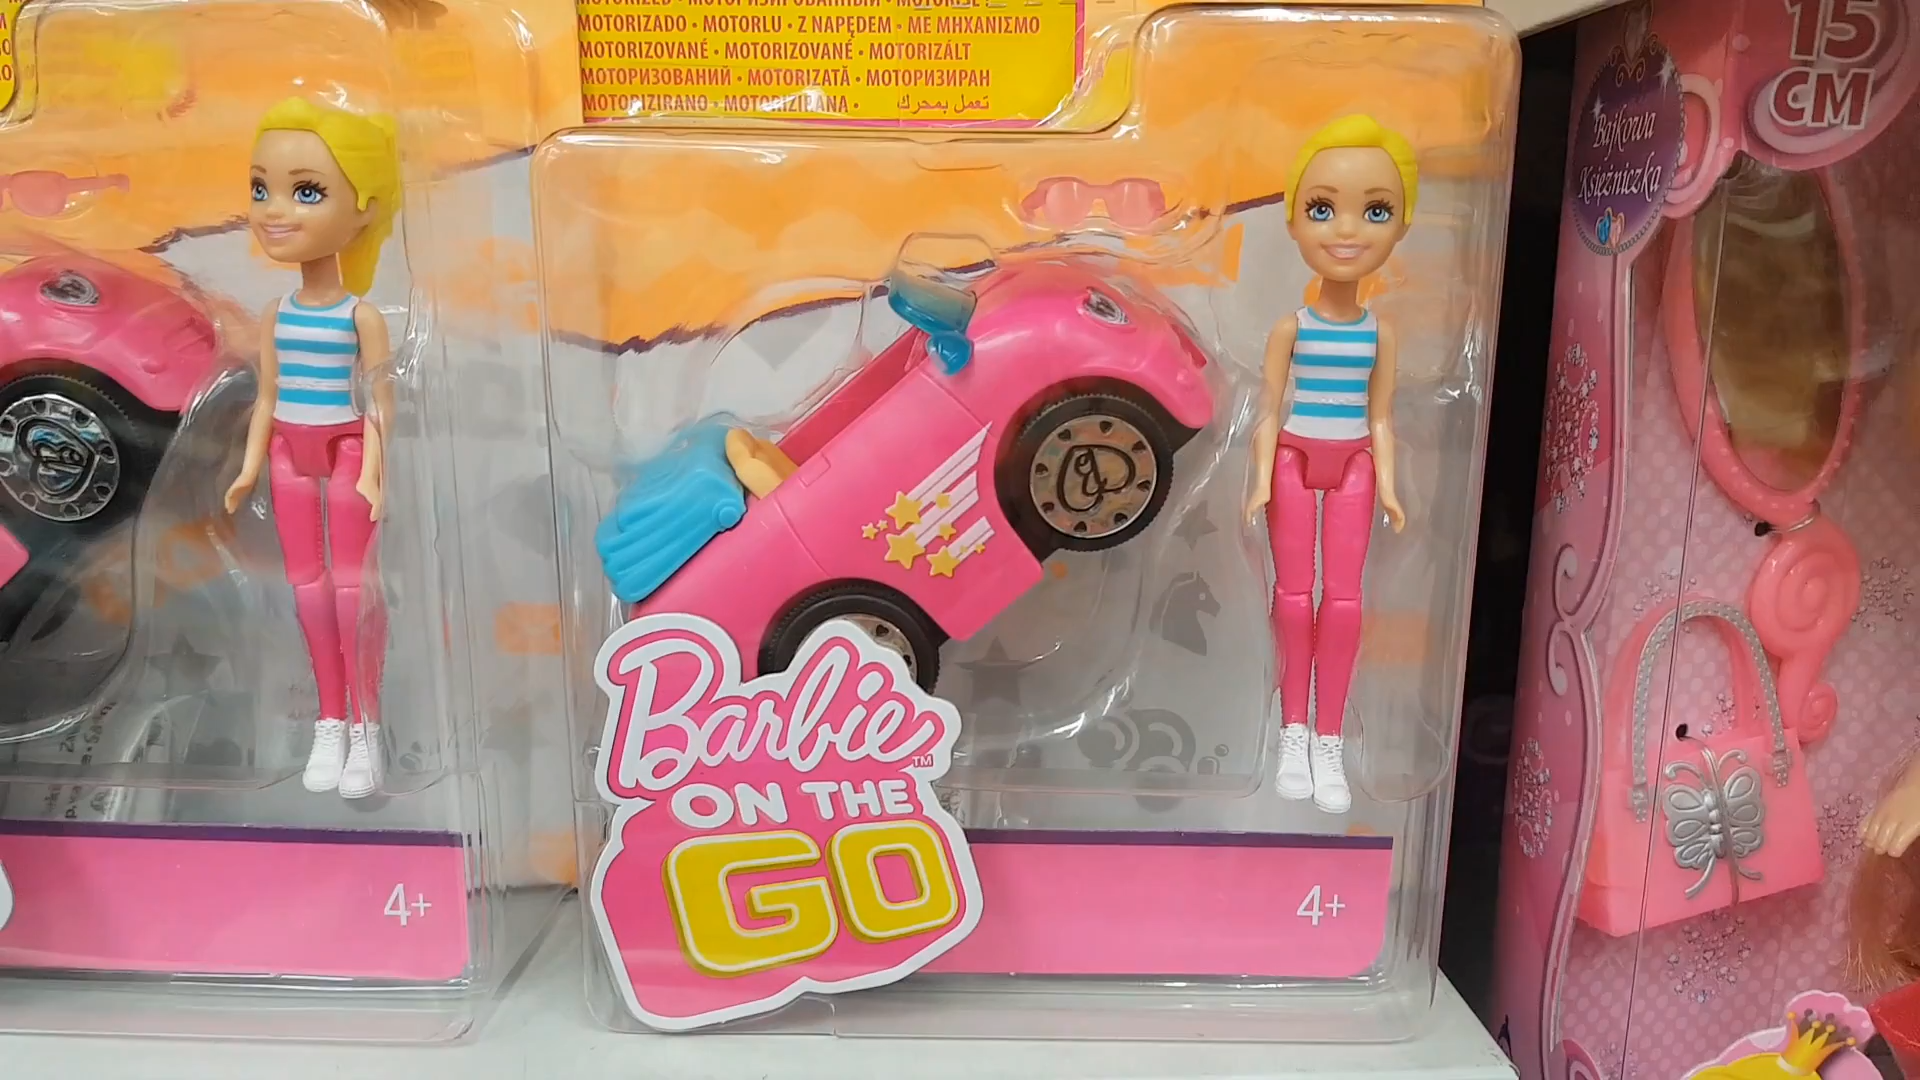 MOTORIZADO • MOTORLU • Z NAPĘDEM • ΜΕ ΜΗΧΑΝΙΣΜΟ
MOTORIZOVANÉ • MOTORIZOVANÉ • MOTORIZÁLT
МОТОРИЗОВАНИЙ • MOTORIZATĂ • МОТОРИЗИРАН
MOTORIZIRANO • MOTORIZIRANA • تعمل بمحرك
Barbie™
ON THE
GO
4+
4+
15
CM
Bajkowa
Księżniczka